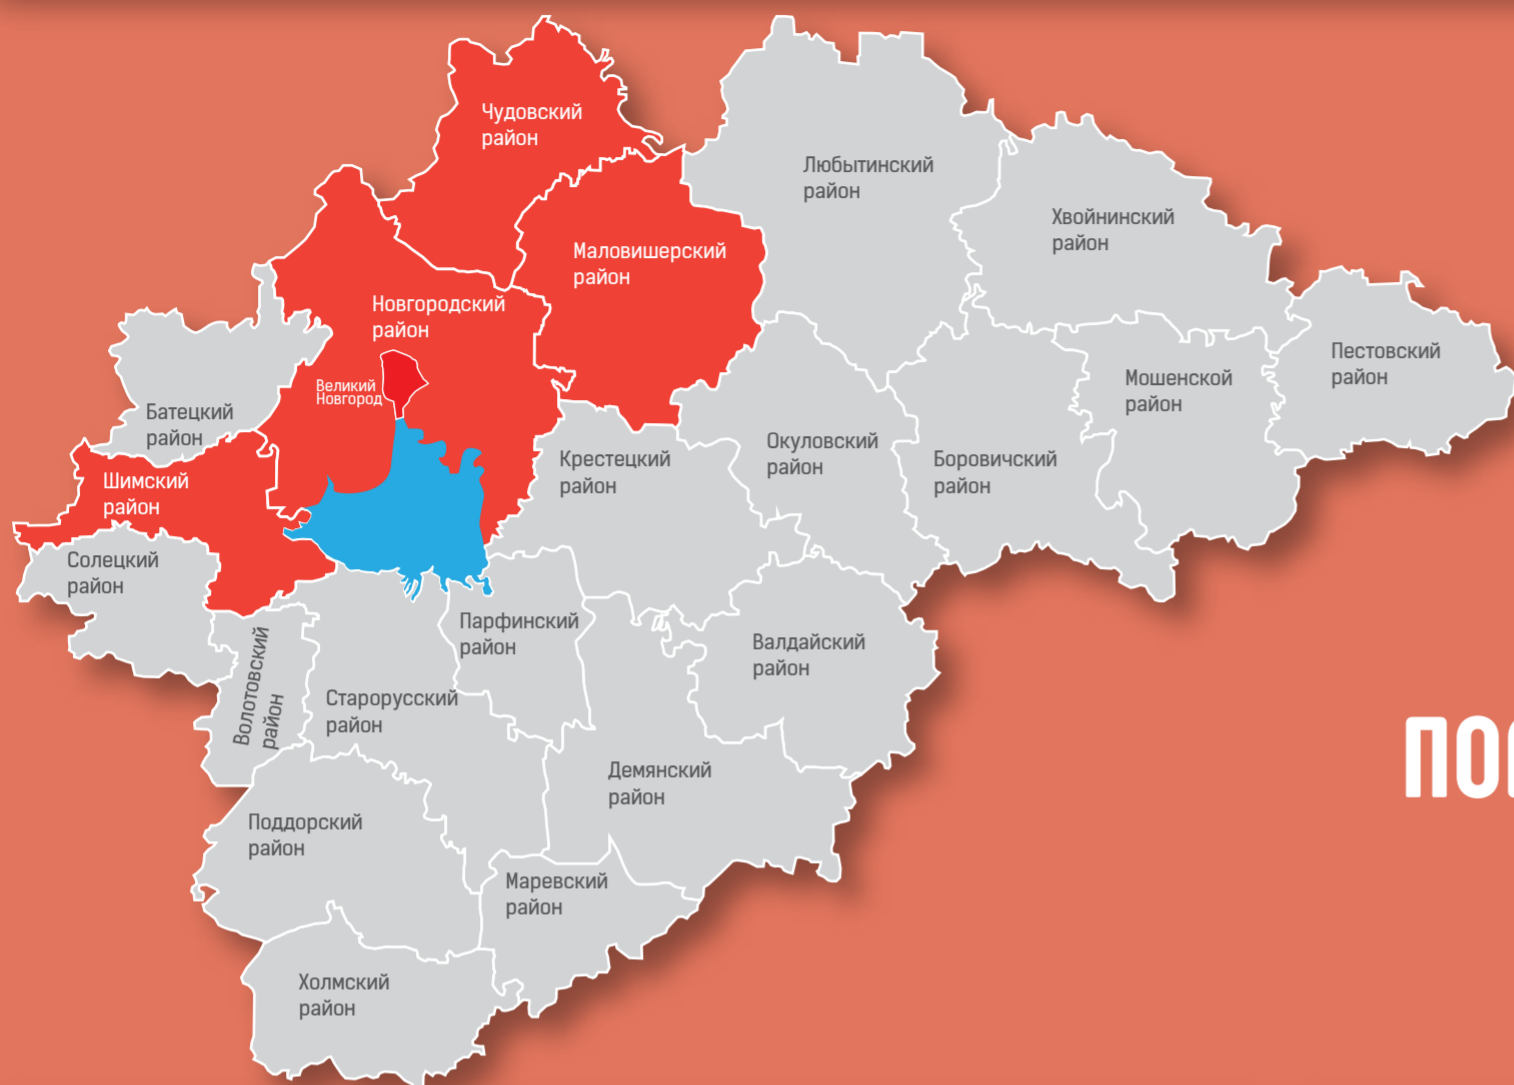 Чудовский
район
Любытинский
район
Хвойнинский
район
Маловишерский
район
Новгородский
район
Великий
Новгород
Пестовский
район
Мошенской
район
Батецкий
район
Окуловский
район
Крестецкий
район
Боровичский
район
Шимский
район
Солецкий
район
Парфинский
район
Валдайский
район
Волотовский
район
Старорусский
район
Демянский
район
Поддорский
район
Маревский
район
Холмский
район